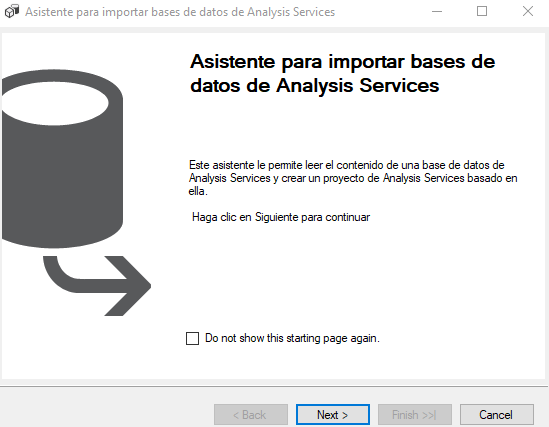 Asistente para importar bases de datos de Analysis Services
Asistente para importar bases de
datos de Analysis Services
Este asistente le permite leer el contenido de una base de datos de
Analysis Services y crear un proyecto de Analysis Services basado en
ella.
Haga clic en Siguiente para continuar
Do not show this starting page again.
< Back
Next >
Finish >>|
Cancel